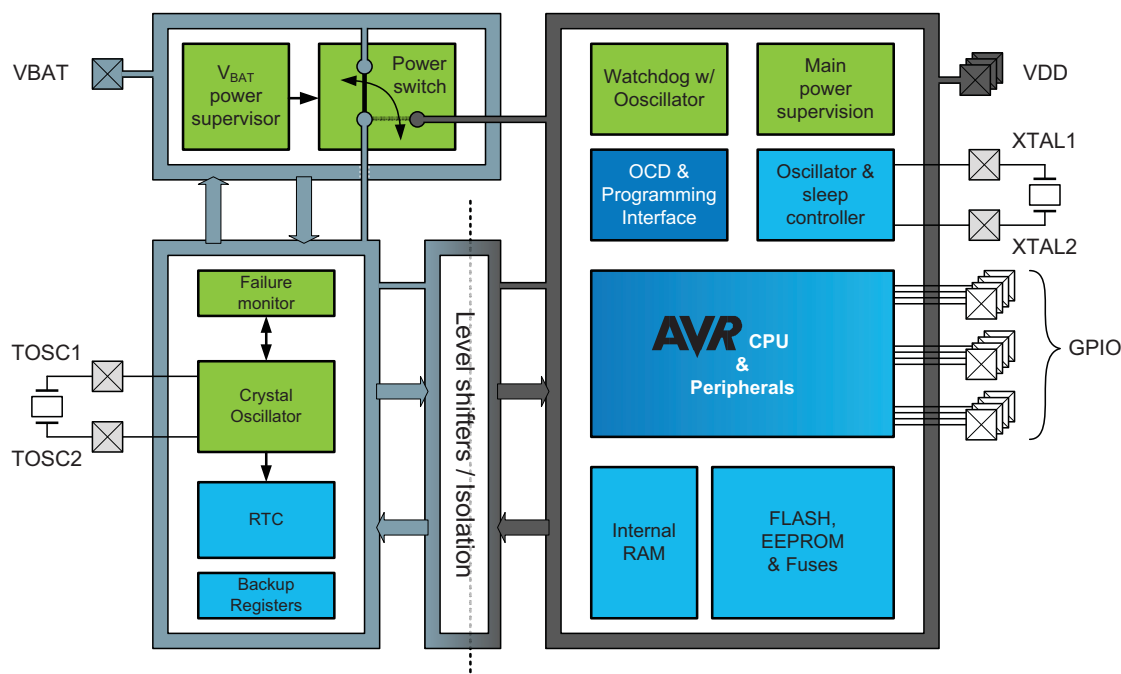 VBAT
VBAT
power
supervisor
Power
switch
Watchdog w/
Ooscillator
Main
power
supervision
VDD
OCD &
Programming
Interface
Oscillator &
sleep
controller
XTAL1
XTAL2
Failure
monitor
TOSC1
TOSC2
Crystal
Oscillator
RTC
Backup
Registers
Level shifters / Isolation
AVR CPU
&
Peripherals
GPIO
Internal
RAM
FLASH,
EEPROM
& Fuses